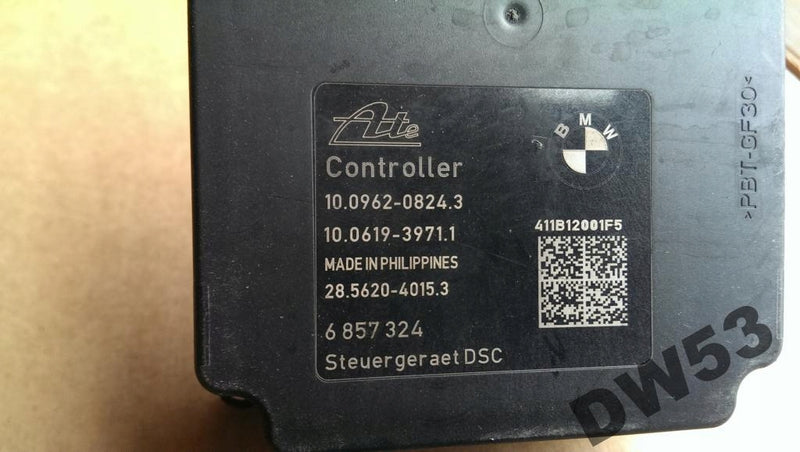 Ate
BMW
Controller
10.0962-0824.3
10.0619-3971.1
411B12001F5
MADE IN PHILIPPINES
28.5620-4015.3
6 857 324
Steuergeraet DSC
>PBT-GF30<
DW53